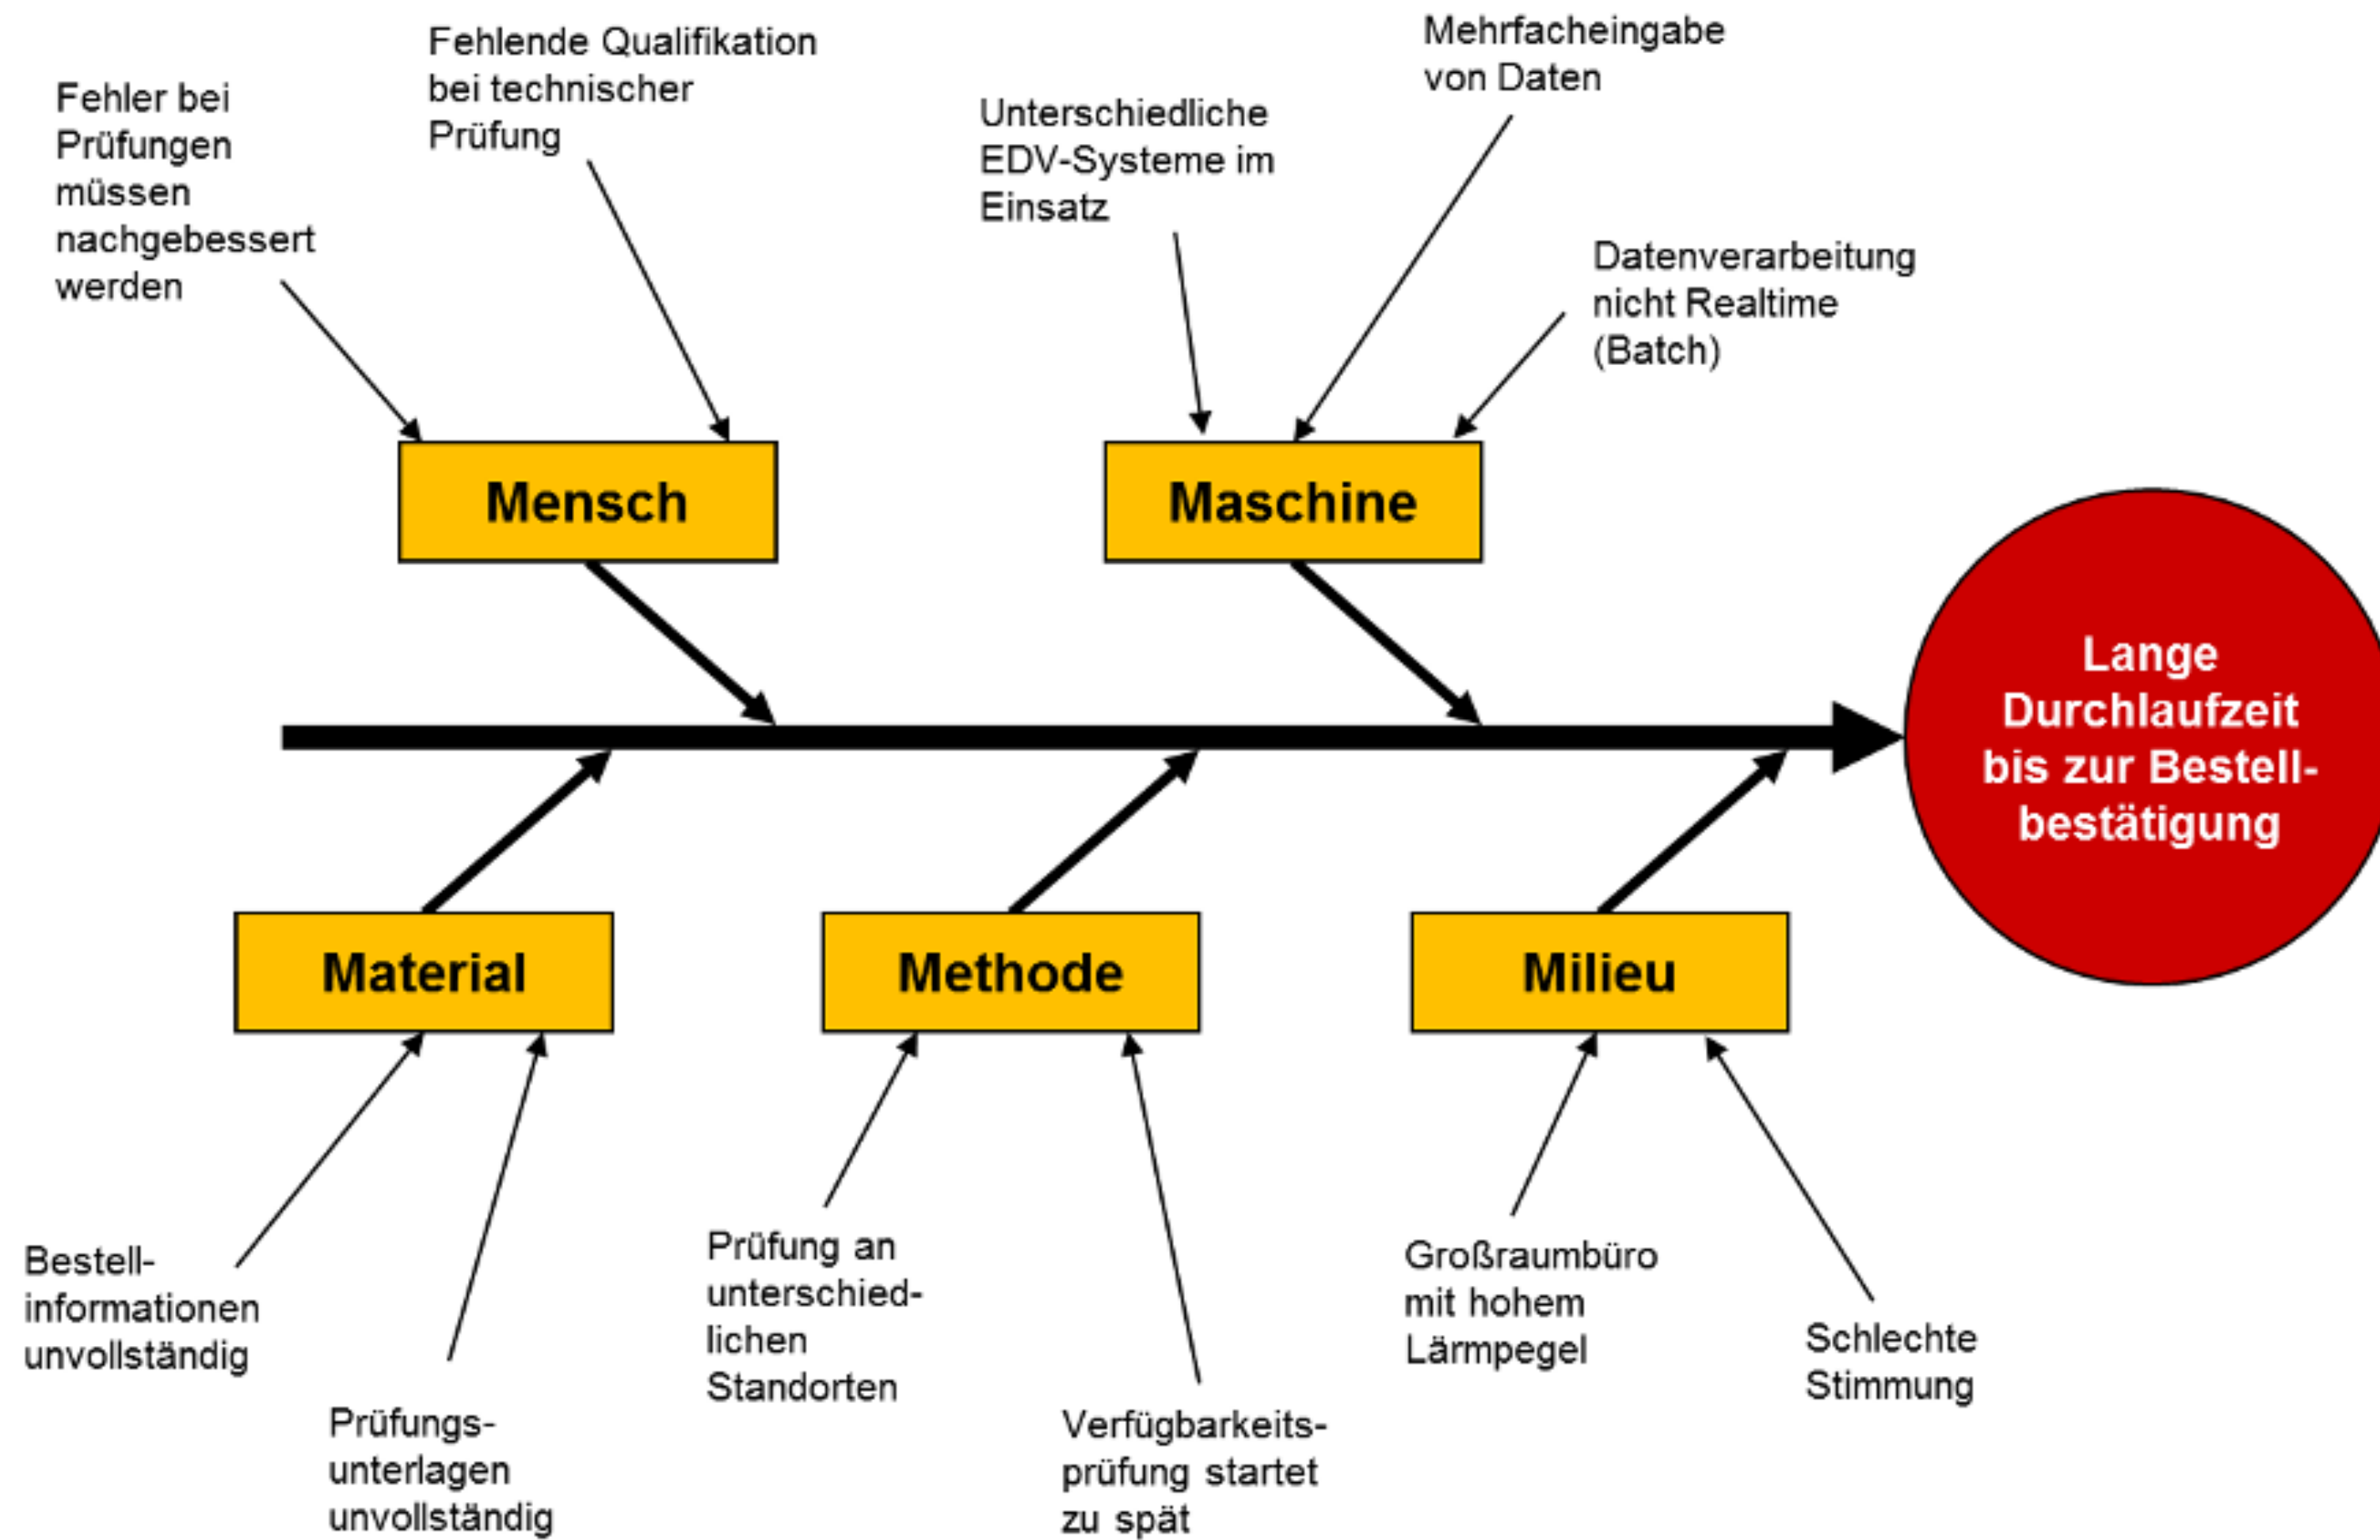 Fehler bei
Prüfungen
müssen
nachgebessert
werden
Fehlende Qualifikation
bei technischer
Prüfung
Unterschiedliche
EDV-Systeme im
Einsatz
Mehrfacheingabe
von Daten
Datenverarbeitung
nicht Realtime
(Batch)
Mensch
Maschine
Lange
Durchlaufzeit
bis zur Bestell-
bestätigung
Material
Methode
Milieu
Bestell-
informationen
unvollständig
Prüfungs-
unterlagen
unvollständig
Prüfung an
unterschied-
lichen
Standorten
Verfügbarkeits-
prüfung startet
zu spät
Großraumbüro
mit hohem
Lärmpegel
Schlechte
Stimmung